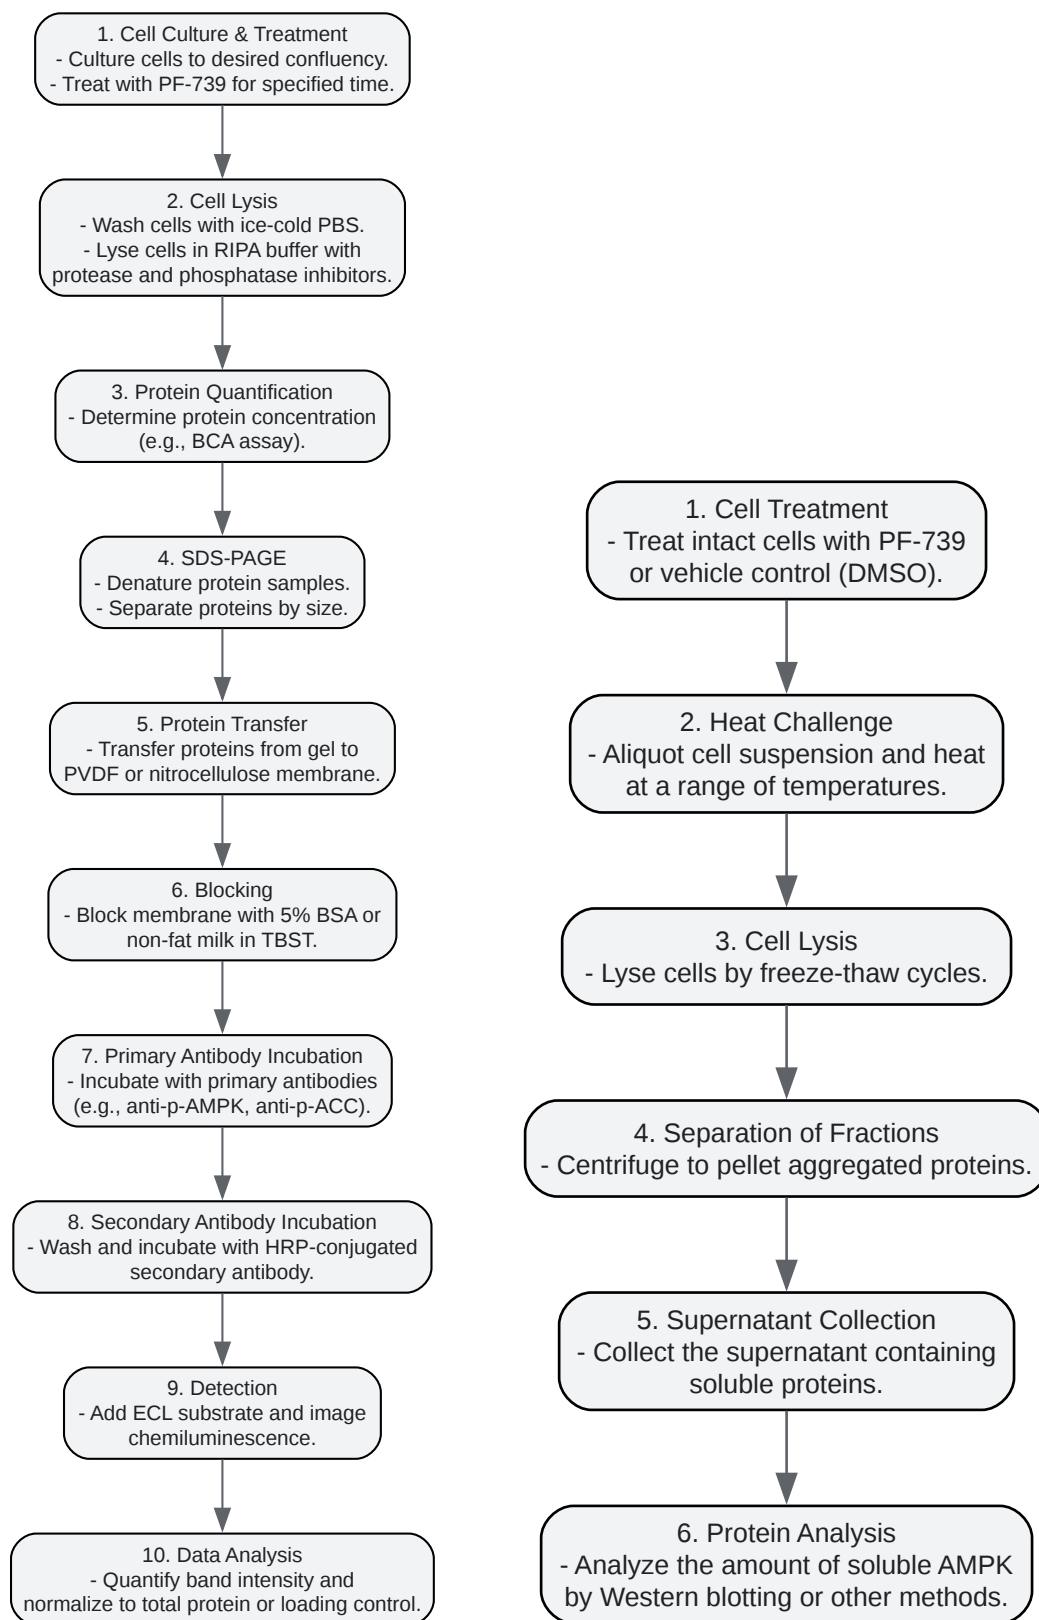 1. Cell Culture & Treatment
- Culture cells to desired confluency.
- Treat with PF-739 for specified time.
2. Cell Lysis
- Wash cells with ice-cold PBS.
- Lyse cells in RIPA buffer with
protease and phosphatase inhibitors.
3. Protein Quantification
- Determine protein concentration
(e.g., BCA assay).
4. SDS-PAGE
- Denature protein samples.
- Separate proteins by size.
5. Protein Transfer
- Transfer proteins from gel to
PVDF or nitrocellulose membrane.
6. Blocking
- Block membrane with 5% BSA or
non-fat milk in TBST.
7. Primary Antibody Incubation
- Incubate with primary antibodies
(e.g., anti-p-AMPK, anti-p-ACC).
8. Secondary Antibody Incubation
- Wash and incubate with HRP-conjugated
secondary antibody.
9. Detection
- Add ECL substrate and image
chemiluminescence.
10. Data Analysis
- Quantify band intensity and
normalize to total protein or loading control.
1. Cell Treatment
- Treat intact cells with PF-739
or vehicle control (DMSO).
2. Heat Challenge
- Aliquot cell suspension and heat
at a range of temperatures.
3. Cell Lysis
- Lyse cells by freeze-thaw cycles.
4. Separation of Fractions
- Centrifuge to pellet aggregated proteins.
5. Supernatant Collection
- Collect the supernatant containing
soluble proteins.
6. Protein Analysis
- Analyze the amount of soluble AMPK
by Western blotting or other methods.